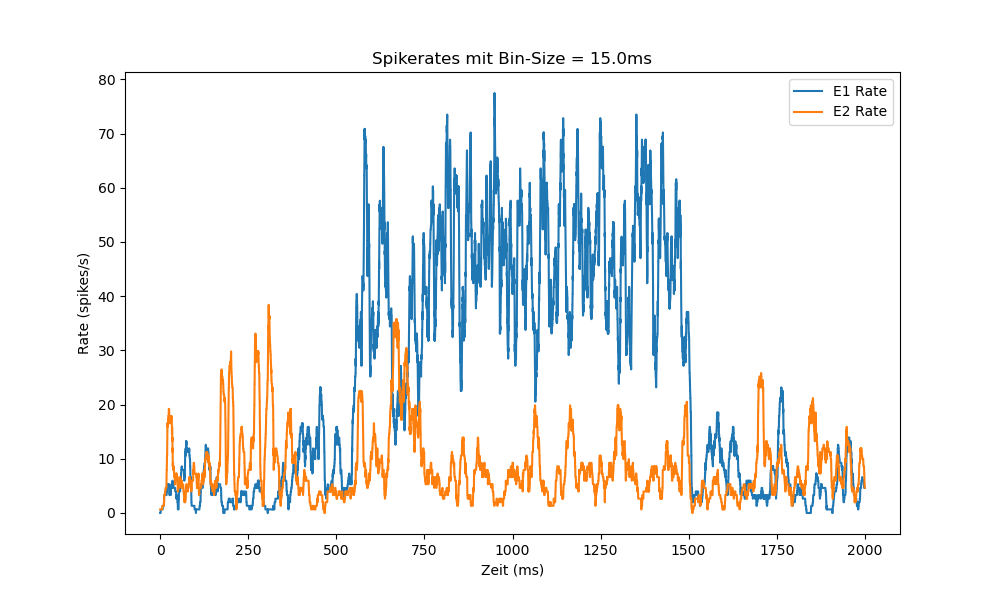 Spikerates mit Bin-Size = 15.0ms
E1 Rate
E2 Rate
80
70
60
50
40
30
20
10
0
Rate (spikes/s)
0 250 500 750 1000 1250 1500 1750 2000
Zeit (ms)